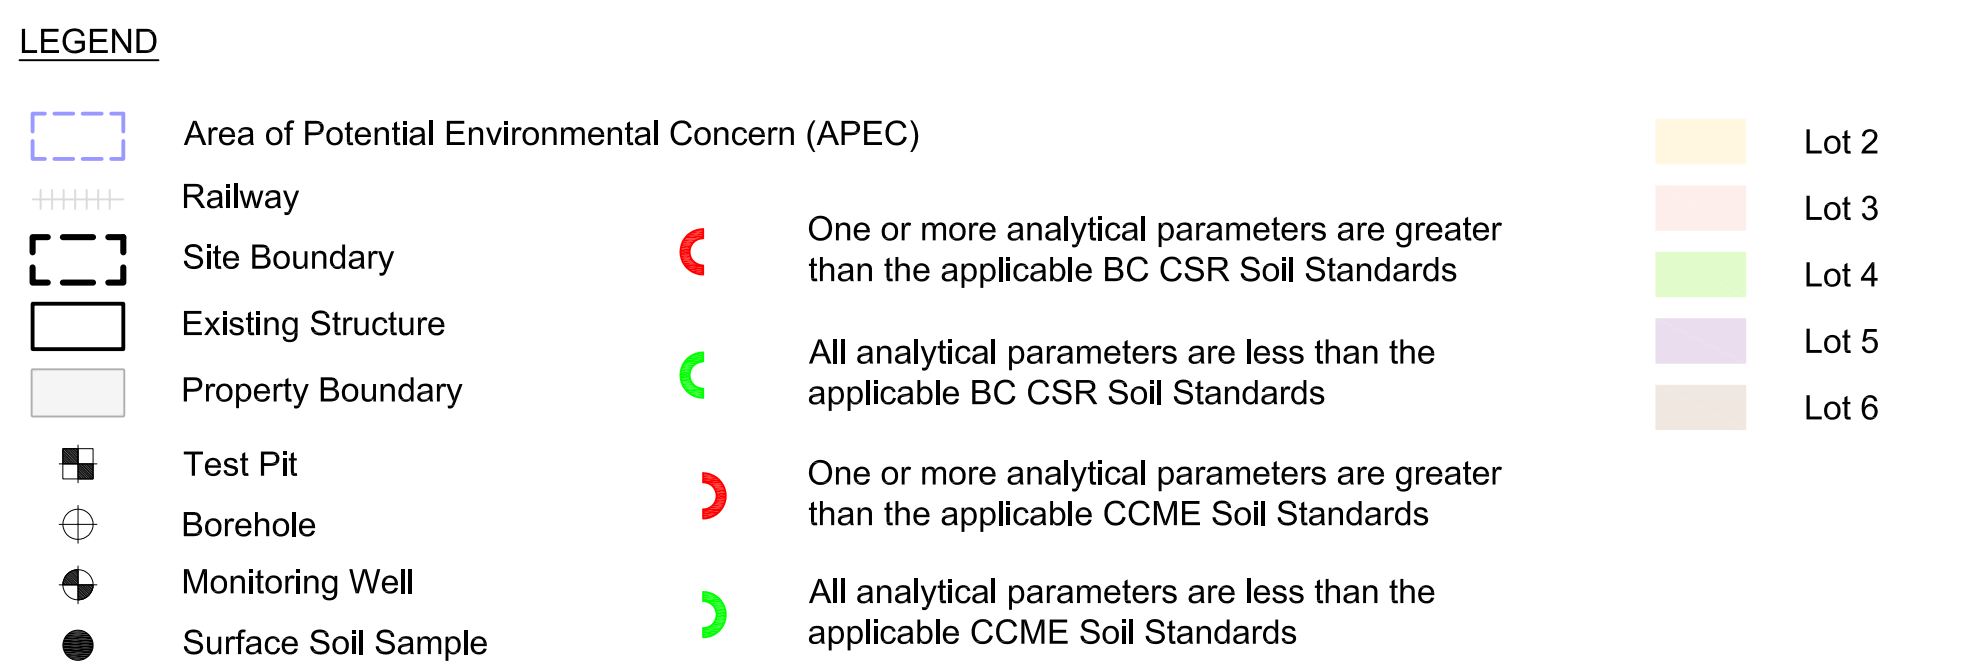 LEGEND
Area of Potential Environmental Concern (APEC)
Railway
Site Boundary
Existing Structure
Property Boundary
Test Pit
Borehole
Monitoring Well
Surface Soil Sample
One or more analytical parameters are greater
than the applicable BC CSR Soil Standards
All analytical parameters are less than the
applicable BC CSR Soil Standards
One or more analytical parameters are greater
than the applicable CCME Soil Standards
All analytical parameters are less than the
applicable CCME Soil Standards
Lot 2
Lot 3
Lot 4
Lot 5
Lot 6